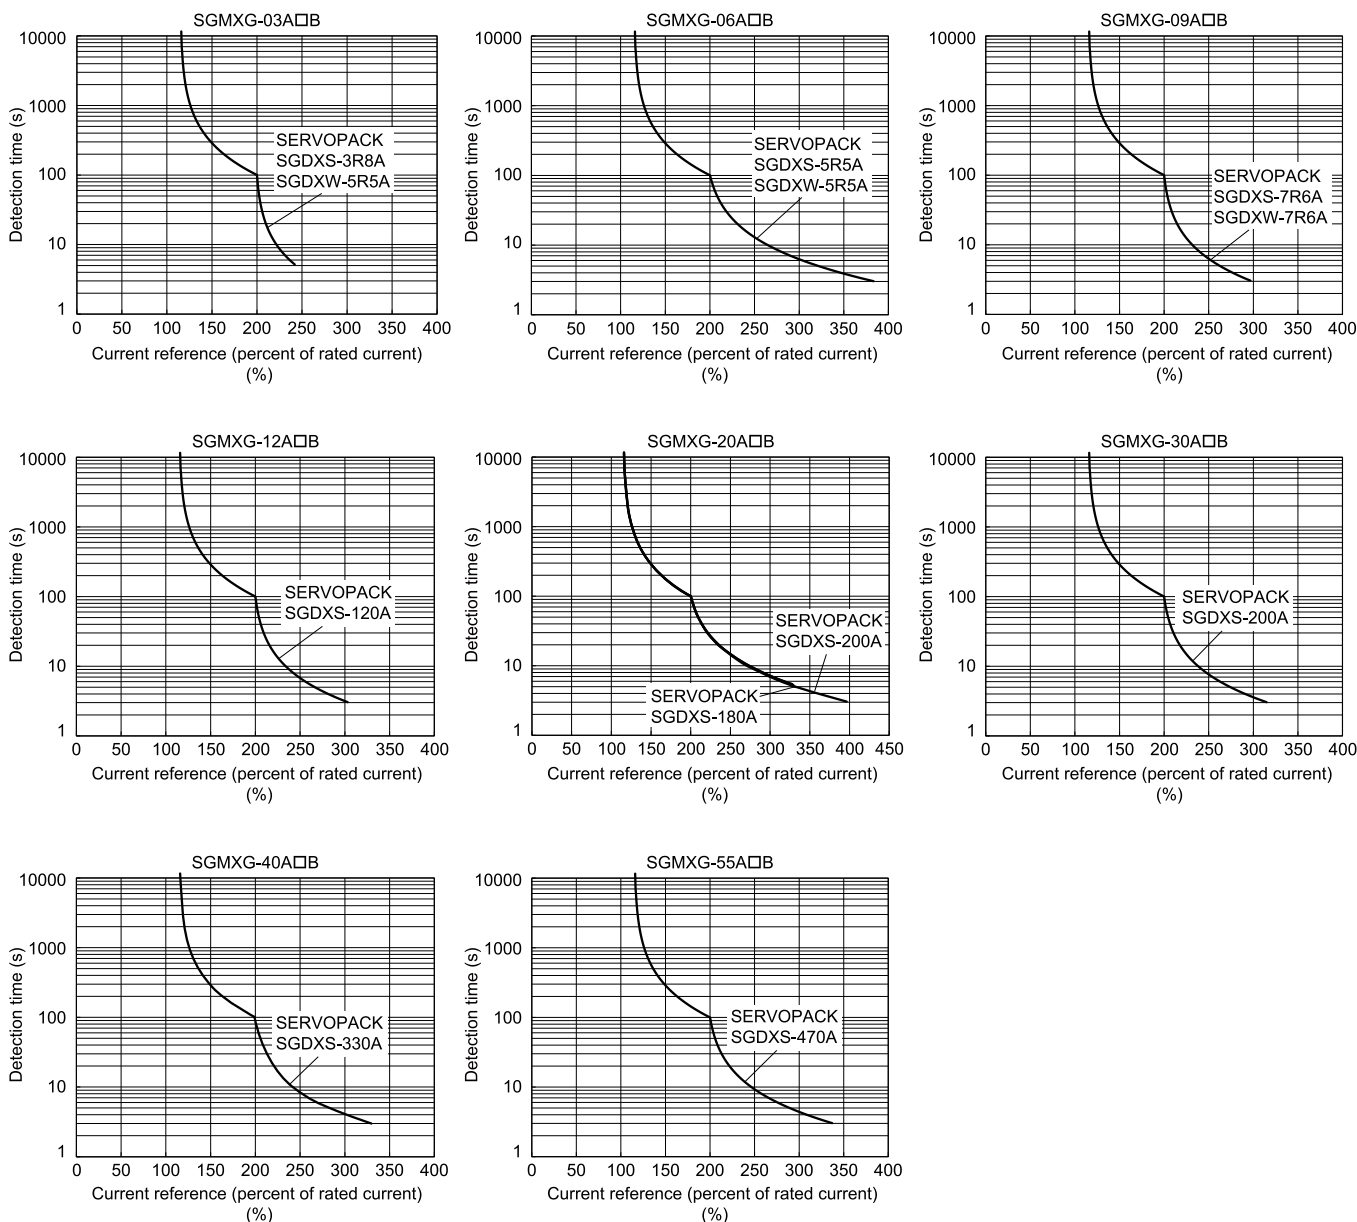 SGMXG-03A□B
10000
1000
100
10
1
Detection time (s)
SERVOPACK
SGDXS-3R8A
SGDXW-5R5A
0 50 100 150 200 250 300 350 400
Current reference (percent of rated current)
(%)
SGMXG-06A□B
10000
1000
100
10
1
Detection time (s)
SERVOPACK
SGDXS-5R5A
SGDXW-5R5A
0 50 100 150 200 250 300 350 400
Current reference (percent of rated current)
(%)
SGMXG-09A□B
10000
1000
100
10
1
Detection time (s)
SERVOPACK
SGDXS-7R6A
SGDXW-7R6A
0 50 100 150 200 250 300 350 400
Current reference (percent of rated current)
(%)
SGMXG-12A□B
10000
1000
100
10
1
Detection time (s)
SERVOPACK
SGDXS-120A
0 50 100 150 200 250 300 350 400
Current reference (percent of rated current)
(%)
SGMXG-20A□B
10000
1000
100
10
1
Detection time (s)
SERVOPACK
SGDXS-200A
SERVOPACK
SGDXS-180A
0 50 100 150 200 250 300 350 400 450
Current reference (percent of rated current)
(%)
SGMXG-30A□B
10000
1000
100
10
1
Detection time (s)
SERVOPACK
SGDXS-200A
0 50 100 150 200 250 300 350 400
Current reference (percent of rated current)
(%)
SGMXG-40A□B
10000
1000
100
10
1
Detection time (s)
SERVOPACK
SGDXS-330A
0 50 100 150 200 250 300 350 400
Current reference (percent of rated current)
(%)
SGMXG-55A□B
10000
1000
100
10
1
Detection time (s)
SERVOPACK
SGDXS-470A
0 50 100 150 200 250 300 350 400
Current reference (percent of rated current)
(%)